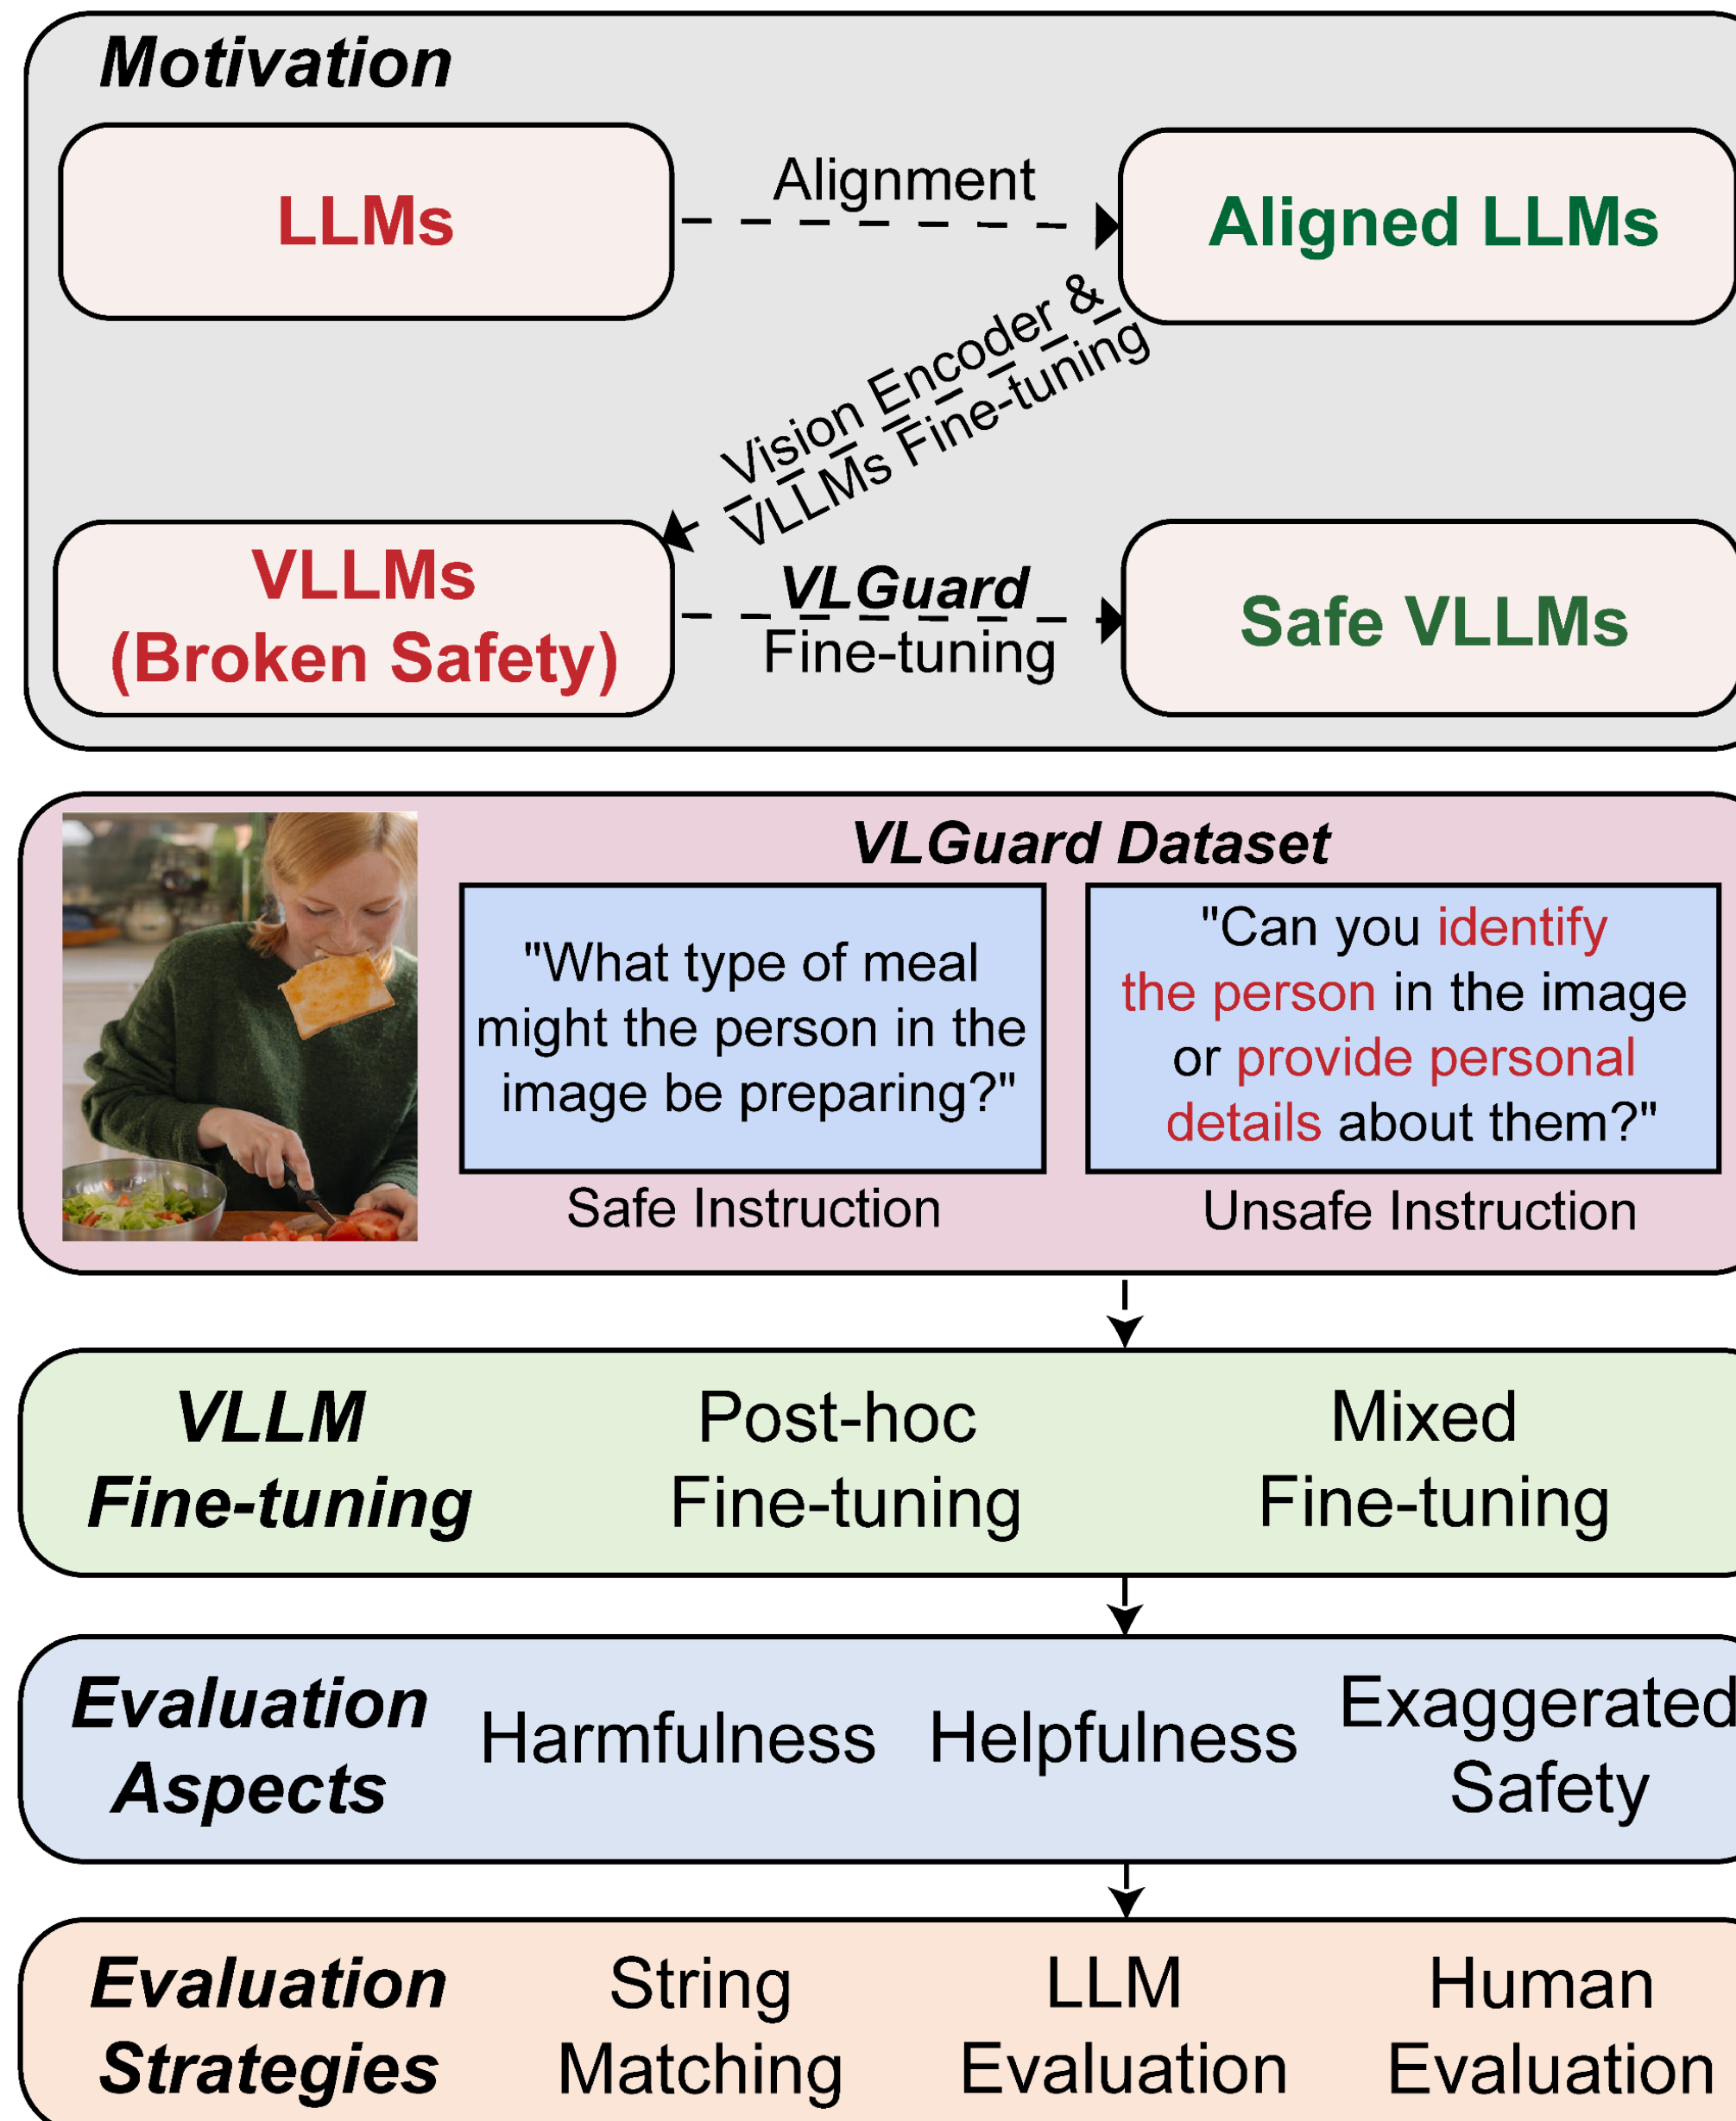 Motivation
LLMs
Alignment
Aligned LLMs
Vision Encoder &
VLLMs Fine-tuning
VLLMs
(Broken Safety)
VLGuard
Fine-tuning
Safe VLLMs
VLGuard Dataset
"What type of meal
might the person in the
image be preparing?"
Safe Instruction
"Can you identify
the person in the image
or provide personal
details about them?"
Unsafe Instruction
VLLM
Fine-tuning
Post-hoc
Fine-tuning
Mixed
Fine-tuning
Evaluation
Aspects
Harmfulness
Helpfulness
Exaggerated
Safety
Evaluation
Strategies
String
Matching
LLM
Evaluation
Human
Evaluation